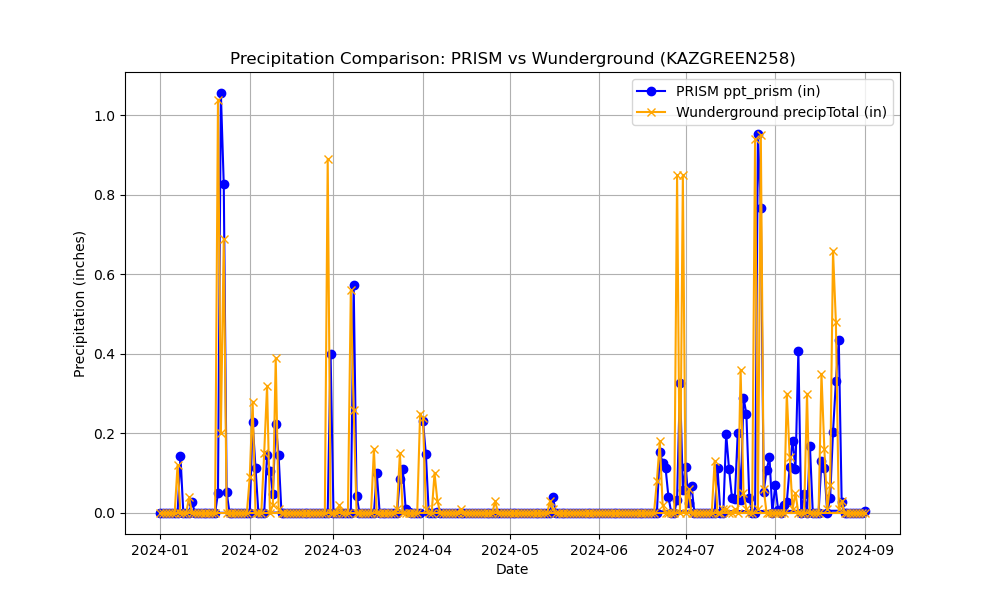 Precipitation Comparison: PRISM vs Wunderground (KAZGREEN258)
PRISM ppt_prism (in)
Wunderground precipTotal (in)
Precipitation (inches)
1.0
0.8
0.6
0.4
0.2
0.0
2024-01 2024-02 2024-03 2024-04 2024-05 2024-06 2024-07 2024-08 2024-09
Date